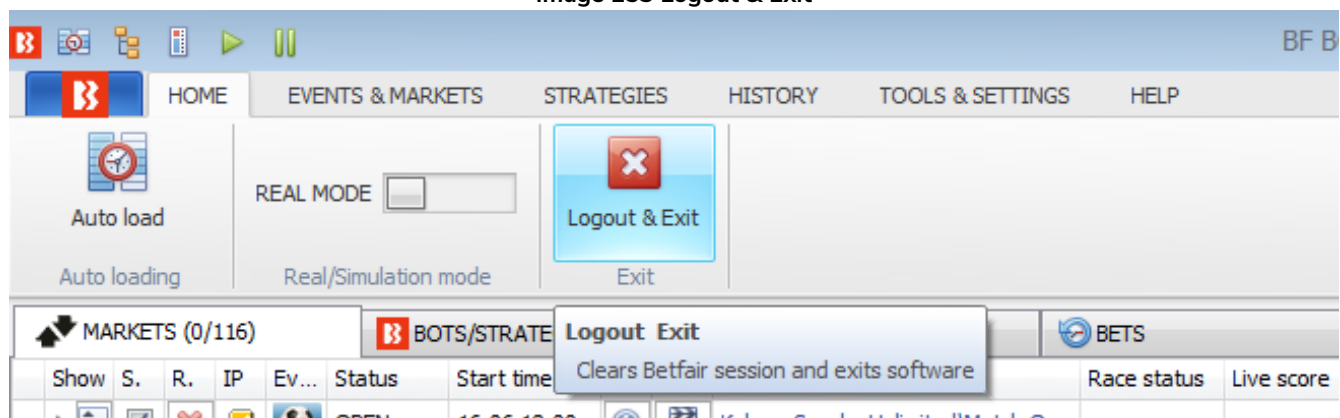 BF B
HOME EVENTS & MARKETS STRATEGIES HISTORY TOOLS & SETTINGS HELP
Auto load
REAL MODE
Logout & Exit
Auto loading Real/Simulation mode Exit
MARKETS (0/116) BOTS/STRATE BETS
Logout Exit
Clears Betfair session and exits software
Show S. R. IP Ev... Status Start time Race status Live score